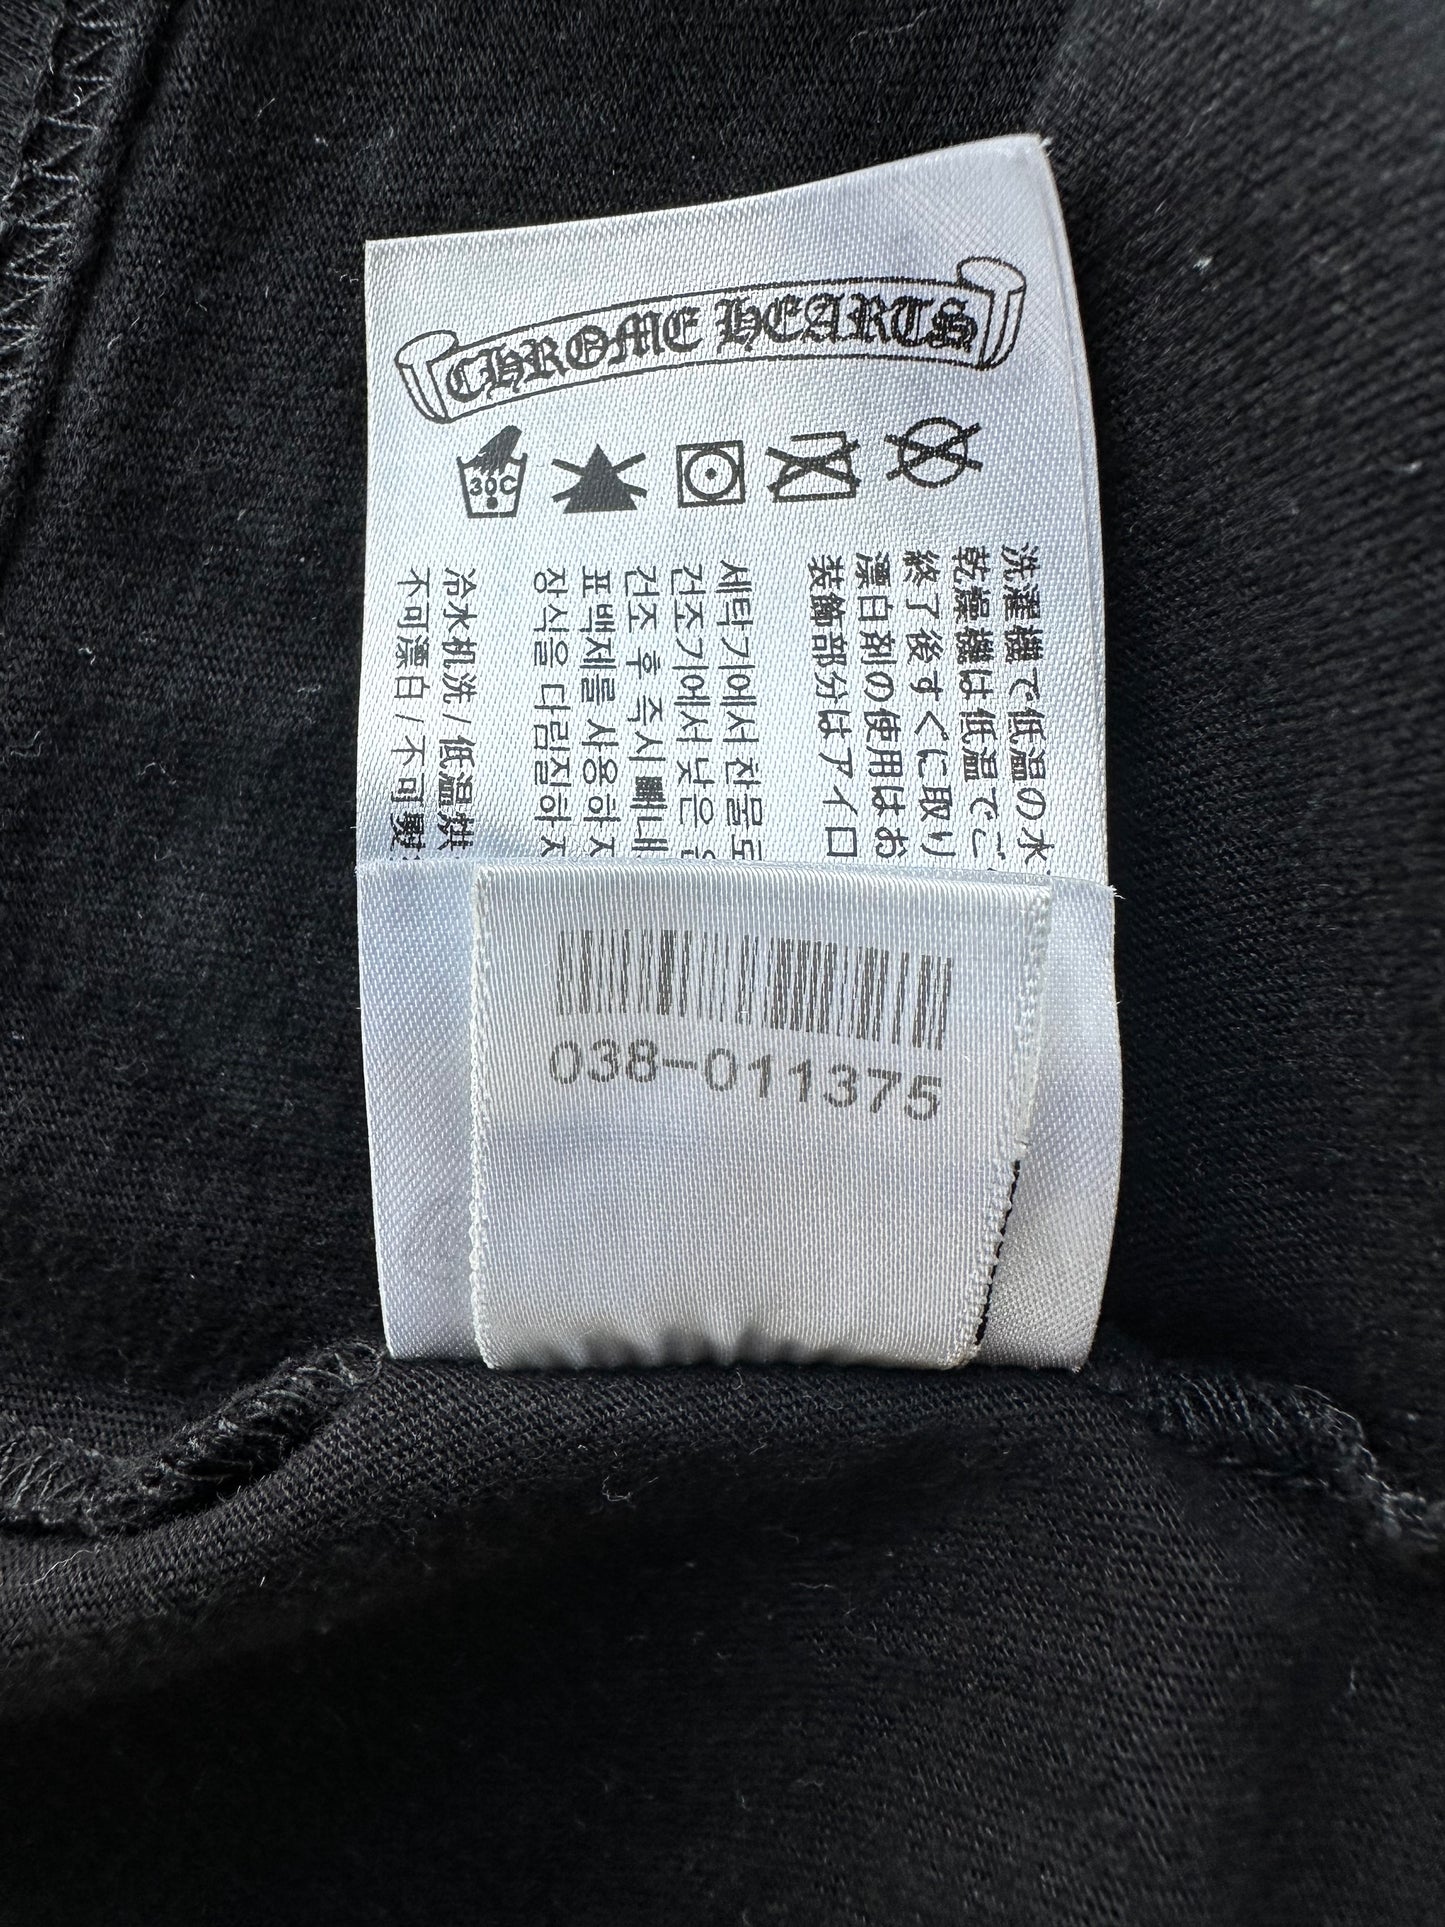 CHROME HEARTS
30C
洗濯機で低温の水
乾燥機は低温でご
終了後すぐに取り
漂白剤の使用はお
装飾部分はアイロ
세탁기에서 찬물로
건조기에서 낮은
건조 후 즉시 빼내
표백제를 사용하지
장식을 다림질하지
冷水机洗 / 低温烘
不可漂白 / 不可熨
038-011375